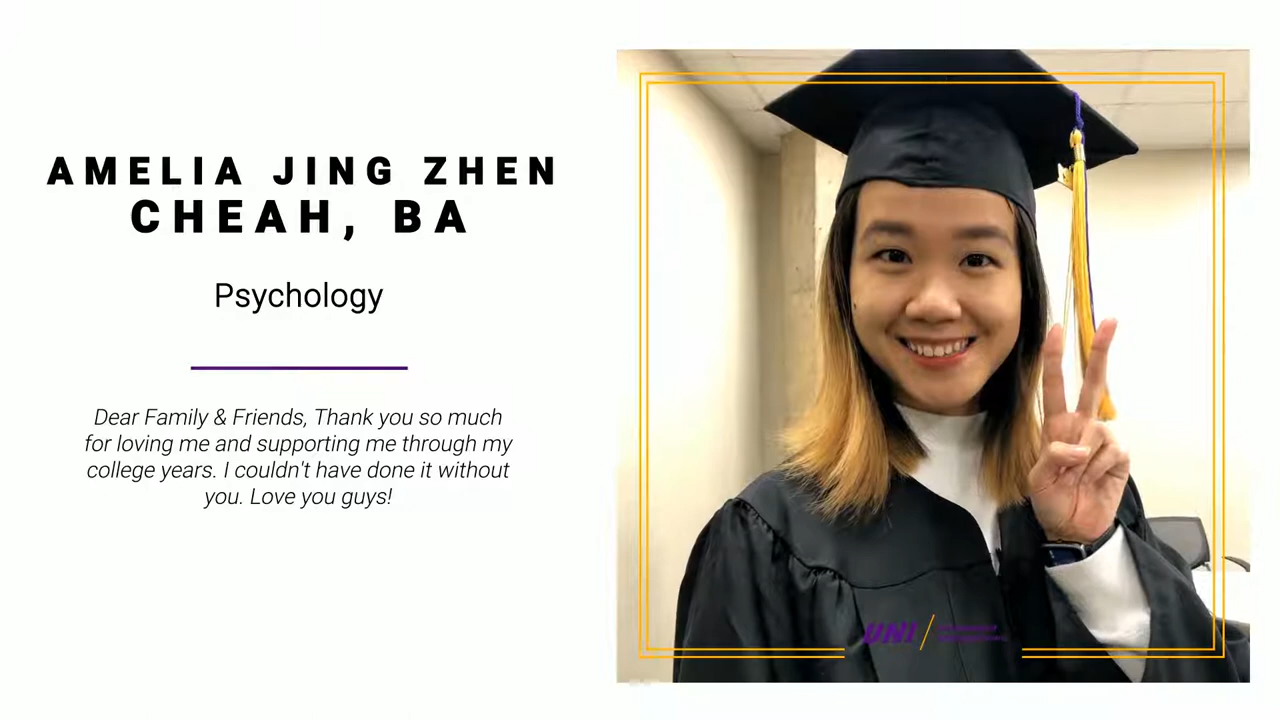 AMELIA JING ZHEN
CHEAH, BA
Psychology
Dear Family & Friends, Thank you so much
for loving me and supporting me through my
college years. I couldn't have done it without
you. Love you guys!
UNI